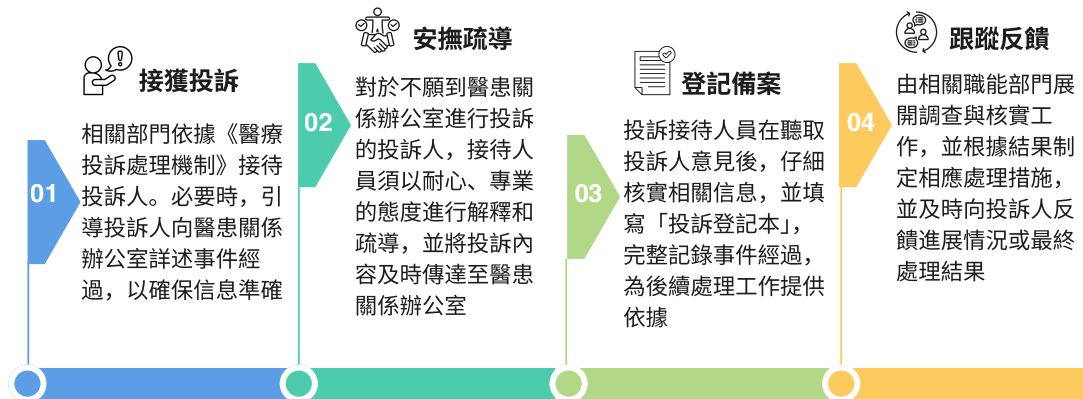 接獲投訴
01
相關部門依據《醫療
投訴處理機制》接待
投訴人。必要時，引
導投訴人向醫患關係
辦公室詳述事件經
過，以確保信息準確
安撫疏導
02
對於不願到醫患關
係辦公室進行投訴
的投訴人，接待人
員須以耐心、專業
的態度進行解釋和
疏導，並將投訴內
容及時傳達至醫患
關係辦公室
登記備案
03
投訴接待人員在聽取
投訴人意見後，仔細
核實相關信息，並填
寫「投訴登記本」，
完整記錄事件經過，
為後續處理工作提供
依據
跟蹤反饋
04
由相關職能部門展
開調查與核實工
作，並根據結果制
定相應處理措施，
並及時向投訴人反
饋進展情況或最終
處理結果